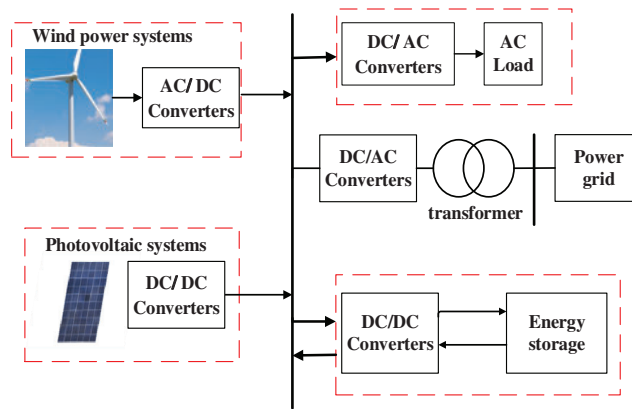 Wind power systems
AC/DC
Converters
DC/AC
Converters
AC
Load
DC/AC
Converters
transformer
Power
grid
Photovoltaic systems
DC/DC
Converters
DC/DC
Converters
Energy
storage